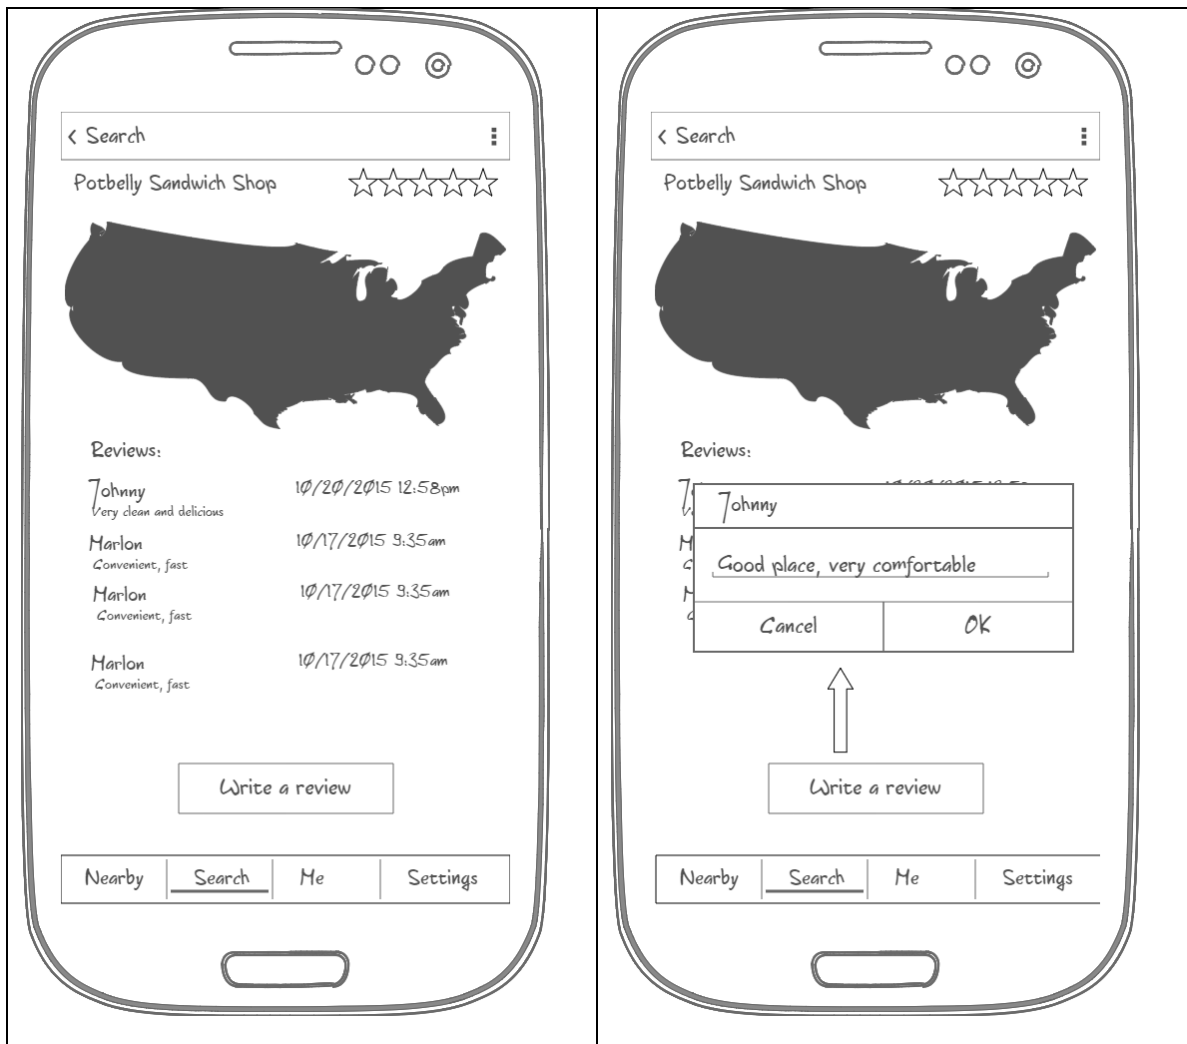 Search
Potbelly Sandwich Shop
Reviews:
Johnny 10/20/2015 12:58pm
Very clean and delicious
Marlon 10/17/2015 9:35am
Convenient, fast
Marlon 10/17/2015 9:35am
Convenient, fast
Marlon 10/17/2015 9:35am
Convenient, fast
Write a review
Nearby Search Me Settings
Search
Potbelly Sandwich Shop
Reviews:
Johnny
Good place, very comfortable
Cancel OK
Write a review
Nearby Search Me Settings